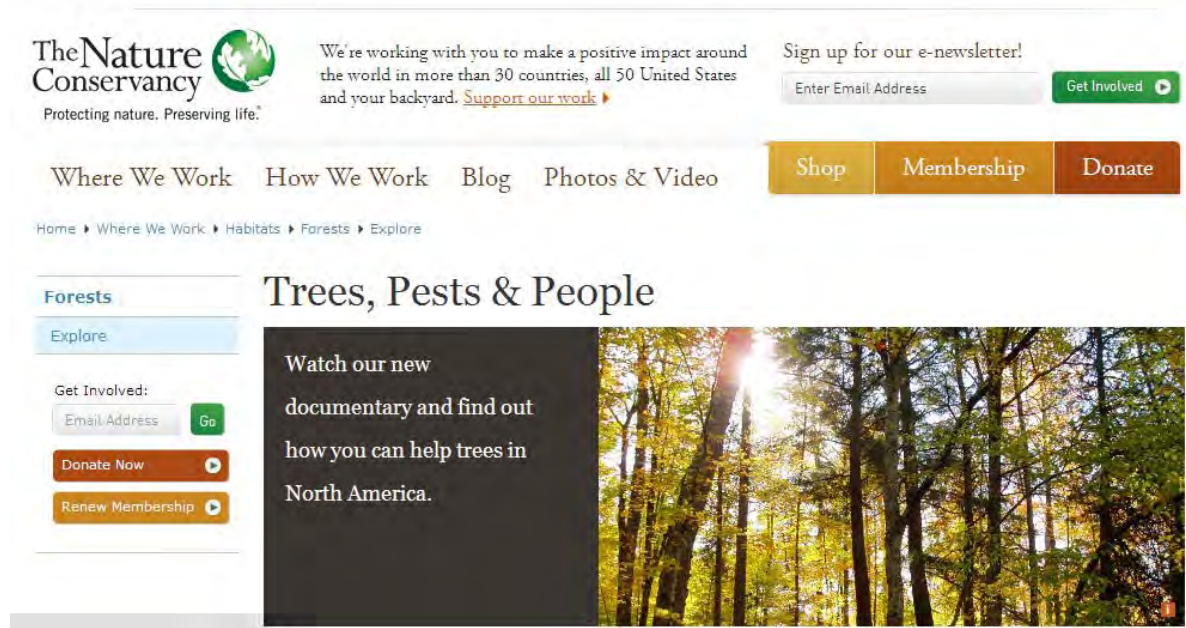 The Nature
Conservancy
Protecting nature. Preserving life.™
We're working with you to make a positive impact around
the world in more than 30 countries, all 50 United States
and your backyard. Support our work
Sign up for our e-newsletter!
Enter Email Address
Get Involved
Where We Work
How We Work
Blog
Photos & Video
Shop
Membership
Donate
Home
Where We Work
Habitats
Forests
Explore
Forests
Explore
Get Involved:
Email Address
Go
Donate Now
Renew Membership
Trees, Pests & People
Watch our new
documentary and find out
how you can help trees in
North America.
i